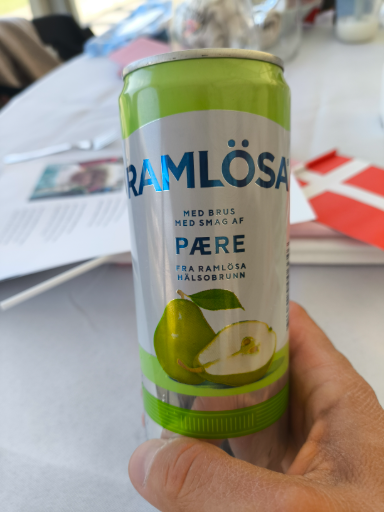 RAMLÖSA
MED BRUS
MED SMAG AF
PÆRE
FRA RAMLÖSA
HÄLSOBRUNN